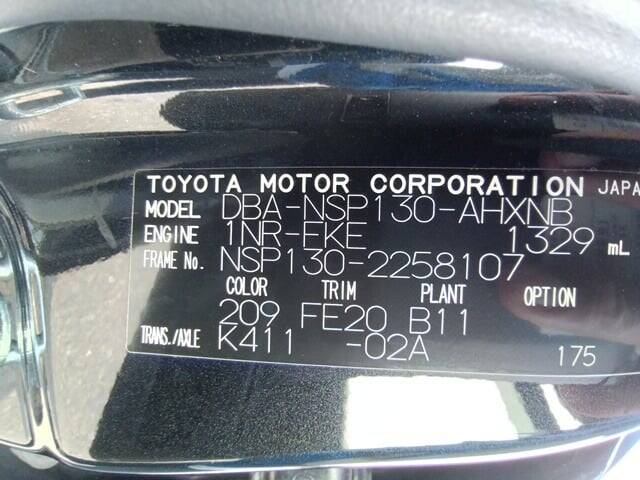 TOYOTA MOTOR CORPORATION JAPA
MODEL DBA-NSP130-AHXNB
ENGINE 1NR-FKE 1329 mL
FRAME No. NSP130-2258107
COLOR TRIM PLANT OPTION
209 FE20 B11
TRANS./AXLE K411 -02A 175